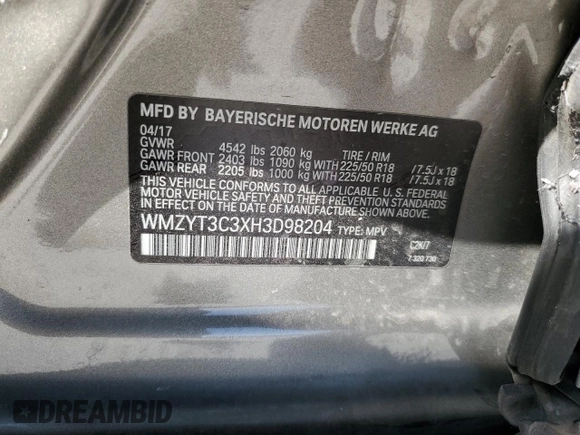 MFD BY BAYERISCHE MOTOREN WERKE AG
04/17
GVWR 4542 lbs 2060 kg TIRE / RIM
GAWR FRONT 2403 lbs 1090 kg WITH 225/50 R18 /7.5J x 18
GAWR REAR 2205 lbs 1000 kg WITH 225/50 R18 /7.5J x 18
THIS VEHICLE CONFORMS TO ALL APPLICABLE U.S. FEDERAL
MOTOR VEHICLE SAFETY AND THEFT PREVENTION STANDARDS
IN EFFECT ON THE DATE OF MANUFACTURE SHOWN ABOVE.
WMZYT3C3XH3D98204 TYPE: MPV
C2K/7
7 320 730
DREAMBID